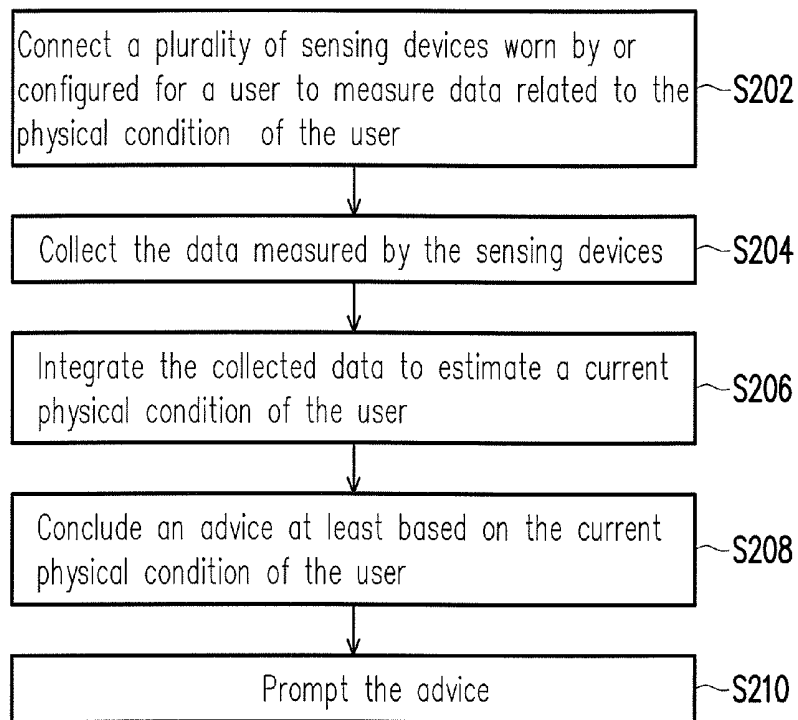 Connect a plurality of sensing devices worn by or
configured for a user to measure data related to the
physical condition of the user
S202
Collect the data measured by the sensing devices
S204
Integrate the collected data to estimate a current
physical condition of the user
S206
Conclude an advice at least based on the current
physical condition of the user
S208
Prompt the advice
S210